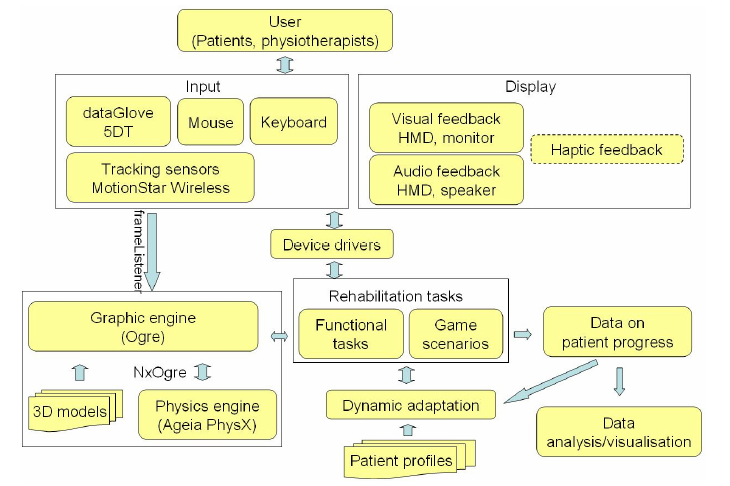 User
(Patients, physiotherapists)
Input
dataGlove
5DT
Mouse
Keyboard
Tracking sensors
MotionStar Wireless
Display
Visual feedback
HMD, monitor
Audio feedback
HMD, speaker
Haptic feedback
frameListener
Device drivers
Graphic engine
(Ogre)
NxOgre
3D models
Physics engine
(Ageia PhysX)
Rehabilitation tasks
Functional
tasks
Game
scenarios
Data on
patient progress
Dynamic adaptation
Patient profiles
Data
analysis/visualisation